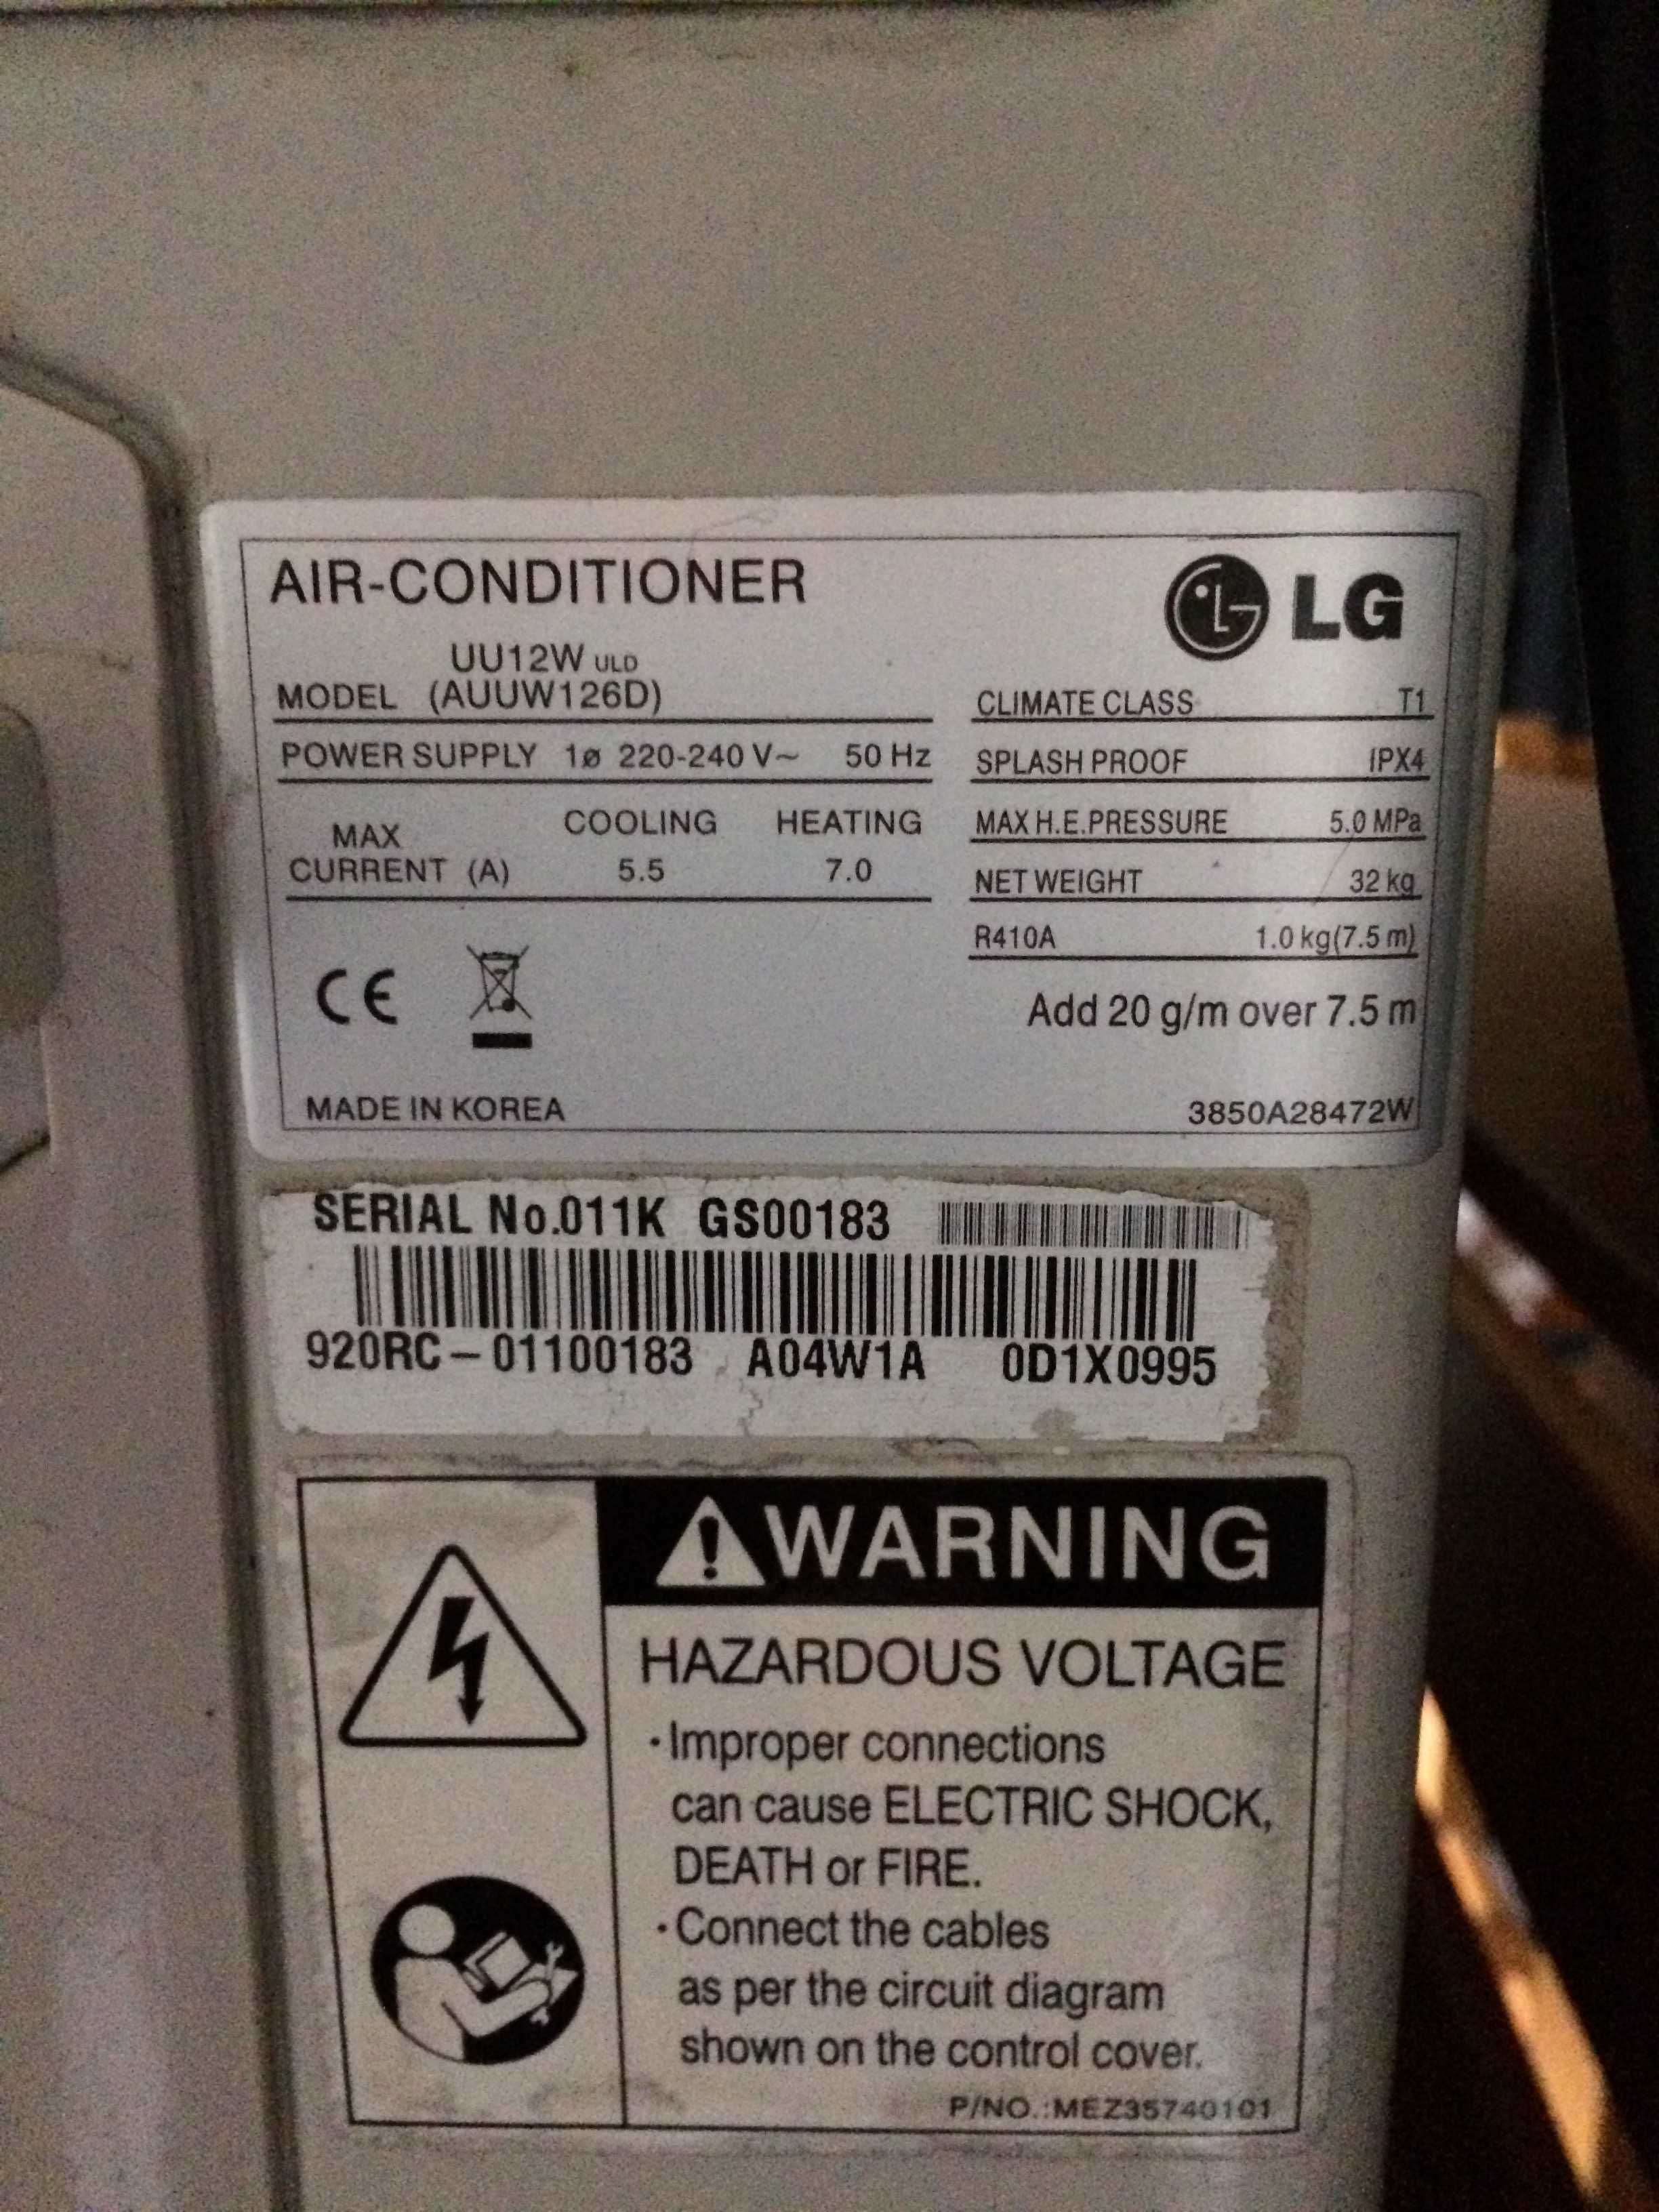 AIR-CONDITIONER
LG
UU12W ULD
MODEL (AUUW126D)
POWER SUPPLY 1ø 220-240 V~ 50 Hz
COOLING HEATING
MAX
CURRENT (A) 5.5 7.0
CLIMATE CLASS T1
SPLASH PROOF IPX4
MAX H.E.PRESSURE 5.0 MPa
NET WEIGHT 32 kg
R410A 1.0 kg(7.5 m)
Add 20 g/m over 7.5 m
CE
MADE IN KOREA 3850A28472W
SERIAL No.011K GS00183
920RC-01100183 A04W1A 0D1X0995
WARNING
HAZARDOUS VOLTAGE
·Improper connections
can cause ELECTRIC SHOCK,
DEATH or FIRE.
·Connect the cables
as per the circuit diagram
shown on the control cover.
P/NO.:MEZ35740101